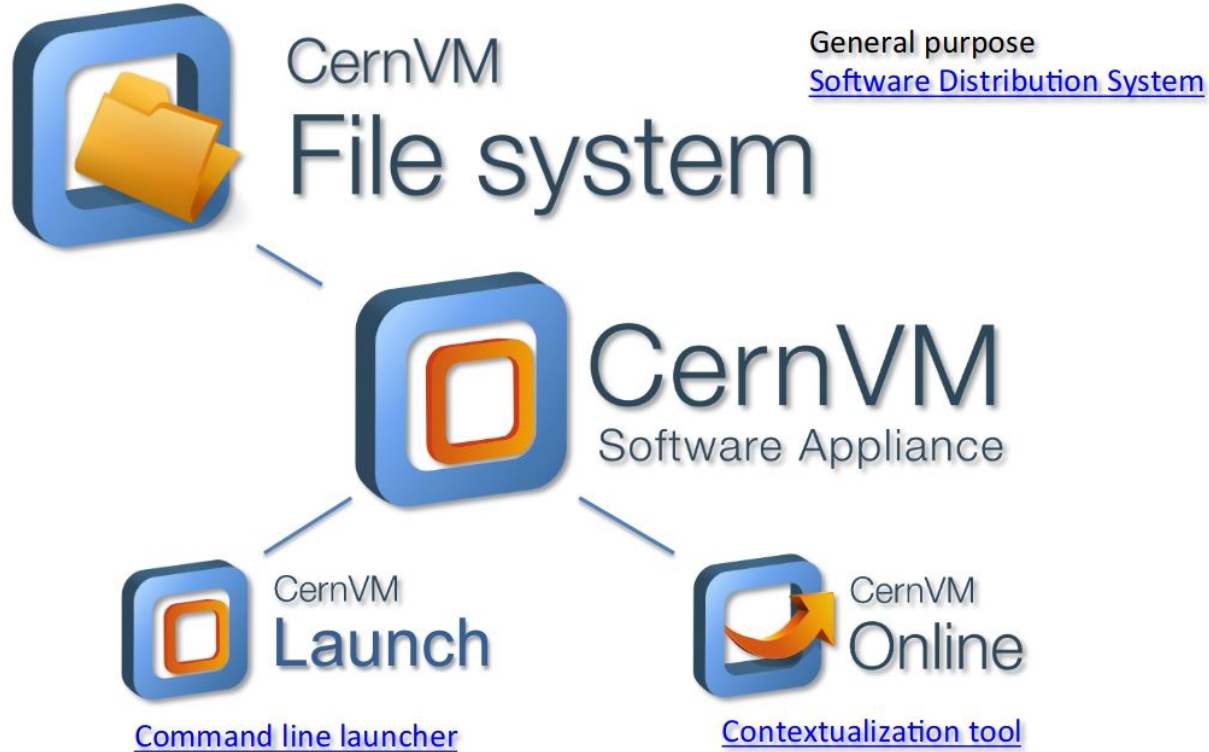 CernVM
File system
General purpose
Software Distribution System
CernVM
Software Appliance
CernVM
Launch
Command line launcher
CernVM
Online
Contextualization tool